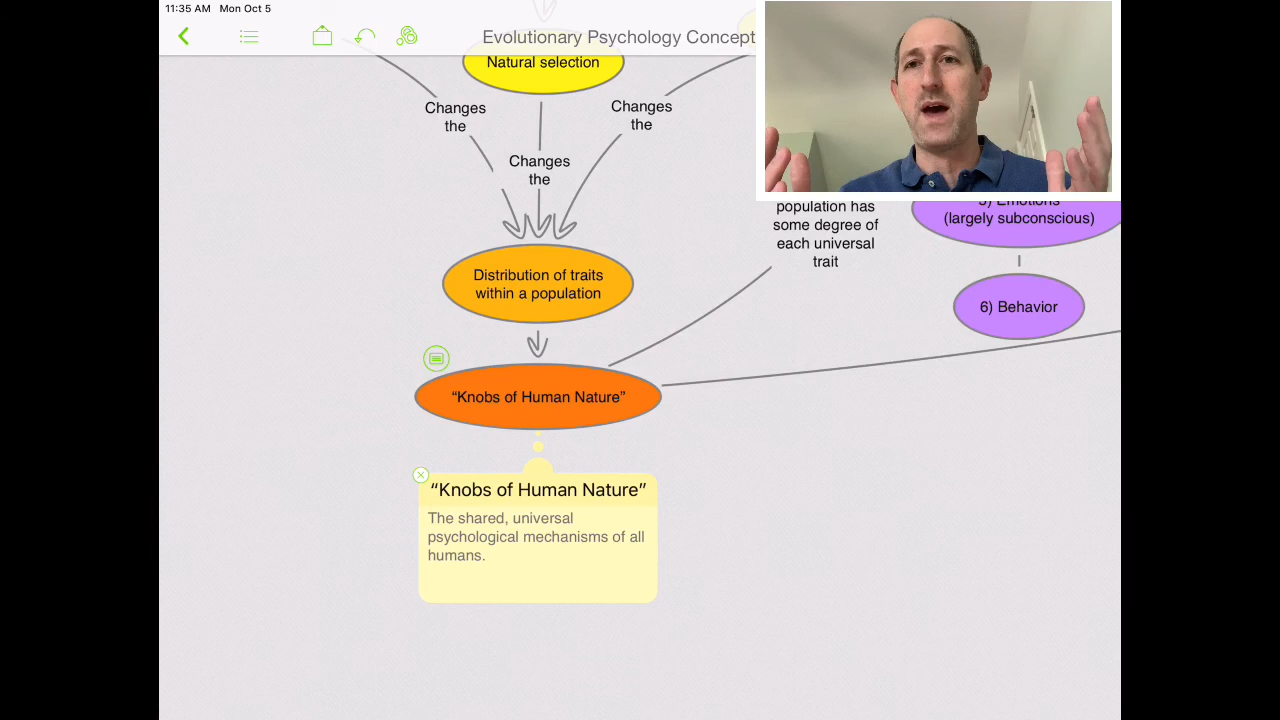 11:35 AM Mon Oct 5
Evolutionary Psychology Concept
Natural selection
Changes
the
Changes
the
Changes
the
population has
some degree of
each universal
trait
5) Emotions
(largely subconscious)
Distribution of traits
within a population
6) Behavior
“Knobs of Human Nature”
“Knobs of Human Nature”
The shared, universal
psychological mechanisms of all
humans.